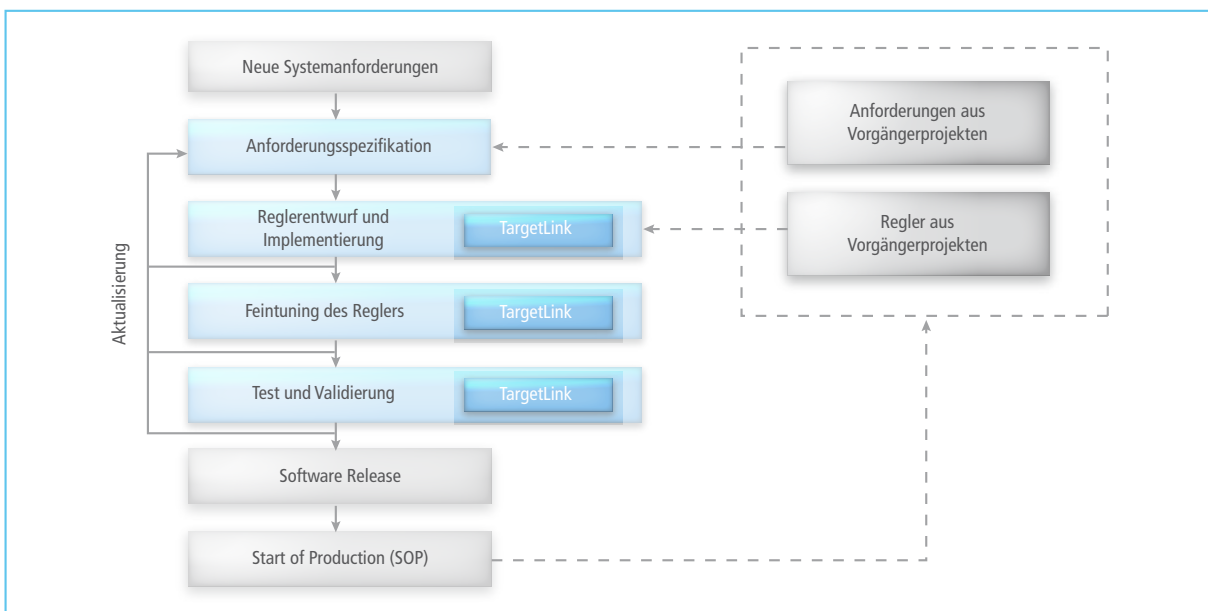 Neue Systemanforderungen
Anforderungsspezifikation
Reglerentwurf und
Implementierung
TargetLink
Feintuning des Reglers
TargetLink
Test und Validierung
TargetLink
Software Release
Start of Production (SOP)
Aktualisierung
Anforderungen aus
Vorgängerprojekten
Regler aus
Vorgängerprojekten